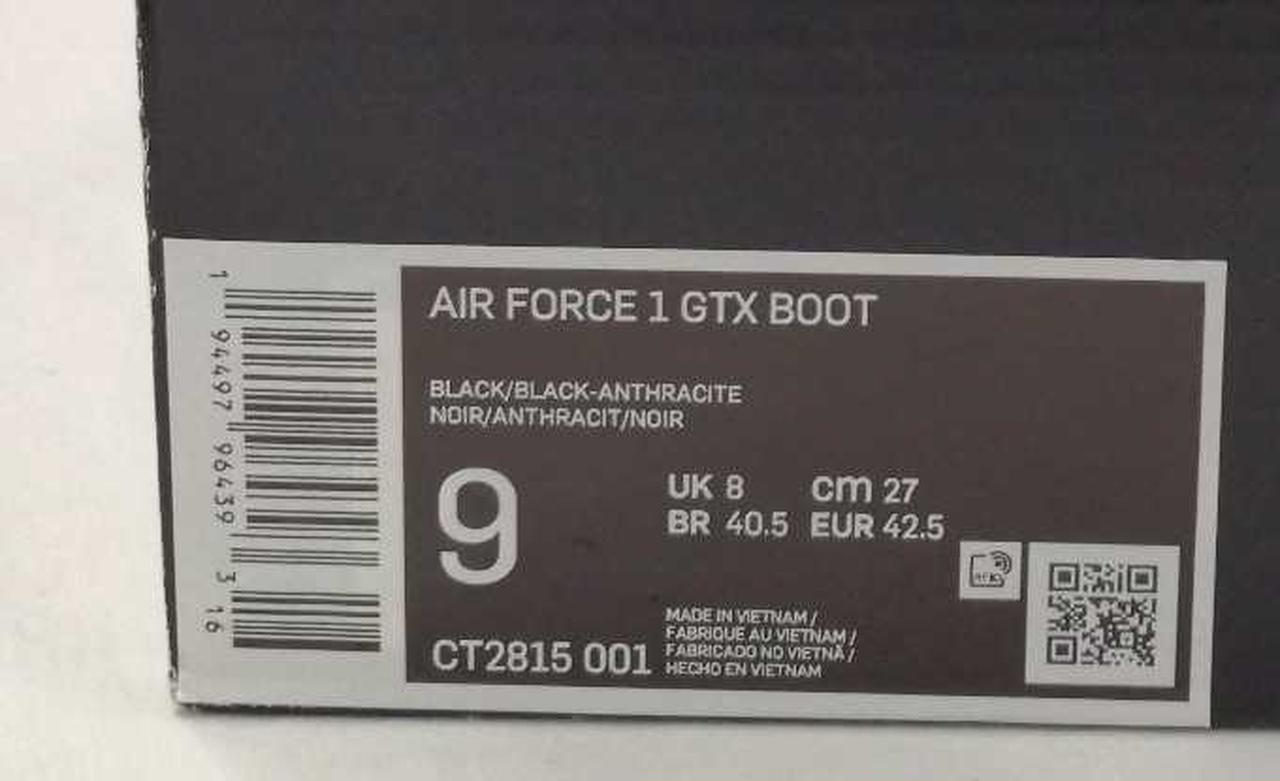 AIR FORCE 1 GTX BOOT
BLACK/BLACK-ANTHRACITE
NOIR/ANTHRACIT/NOIR
9
UK 8 cm 27
BR 40.5 EUR 42.5
CT2815 001
MADE IN VIETNAM /
FABRIQUE AU VIETNAM /
FABRICADO NO VIETNÃ /
HECHO EN VIETNAM
1 94497 96439 3 16